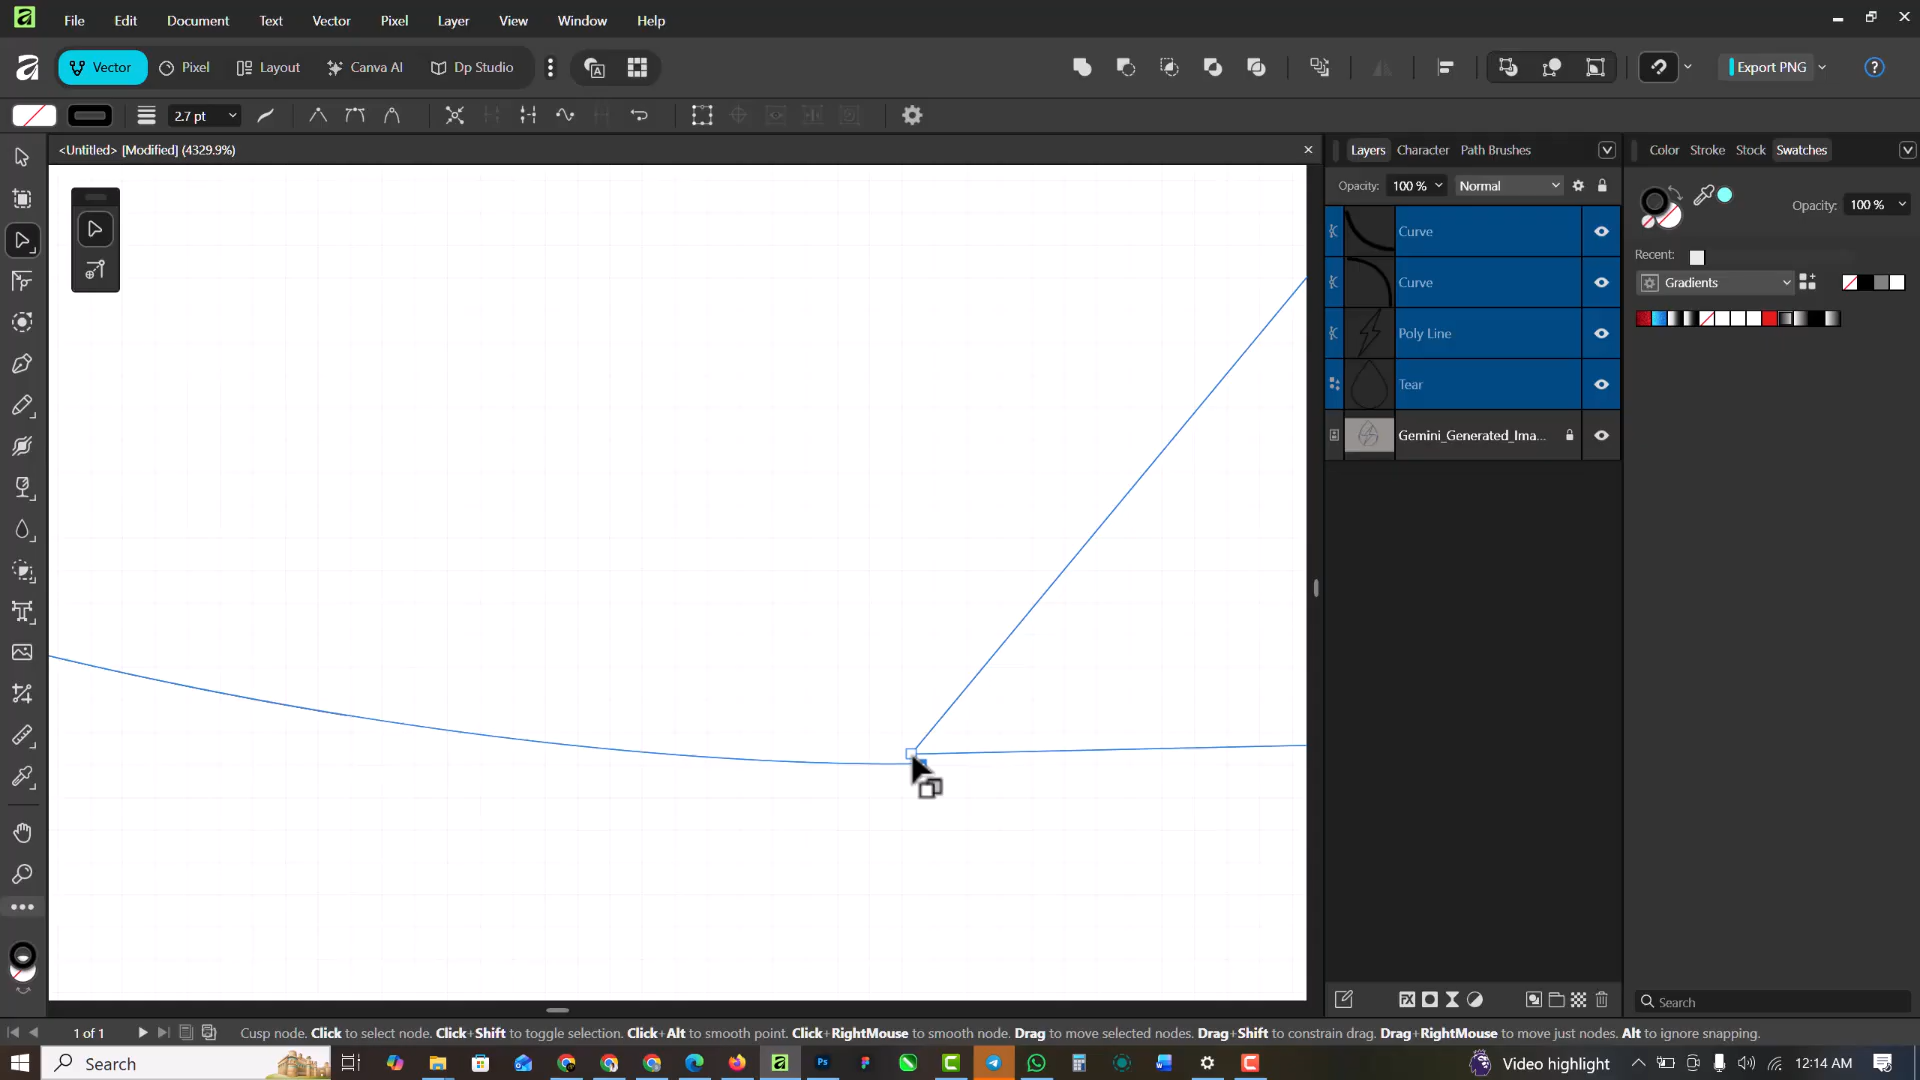 File Edit Document Text Vector Pixel Layer View Window Help
Vector Pixel Layout Canva AI Dp Studio Export PNG
2.7 pt
<Untitled> [Modified] (4329.9%)
Layers Character Path Brushes
Opacity: 100 % Normal
Curve
Curve
Poly Line
Tear
Gemini_Generated_Ima...
Color Stroke Stock Swatches
Opacity: 100 %
Recent:
Gradients
Search
1 of 1 Cusp node. Click to select node. Click+Shift to toggle selection. Click+Alt to smooth point. Click+RightMouse to smooth node. Drag to move selected nodes. Drag+Shift to constrain drag. Drag+RightMouse to move just nodes. Alt to ignore snapping.
Search Video highlight 12:14 AM